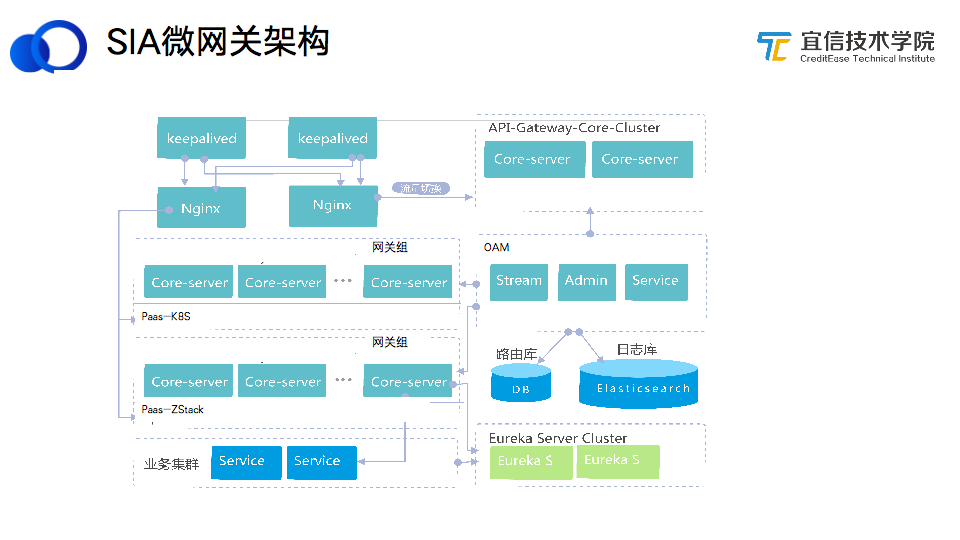 SIA微网关架构
宜信技术学院
CreditEase Technical Institute
keepalived
keepalived
Nginx
Nginx
流量切换
API-Gateway-Core-Cluster
Core-server
Core-server
网关组
Core-server
Core-server
...
Core-server
Paas-K8S
OAM
Stream
Admin
Service
网关组
Core-server
Core-server
...
Core-server
Paas-ZStack
路由库
DB
日志库
Elasticsearch
业务集群
Service
Service
Eureka Server Cluster
Eureka S
Eureka S